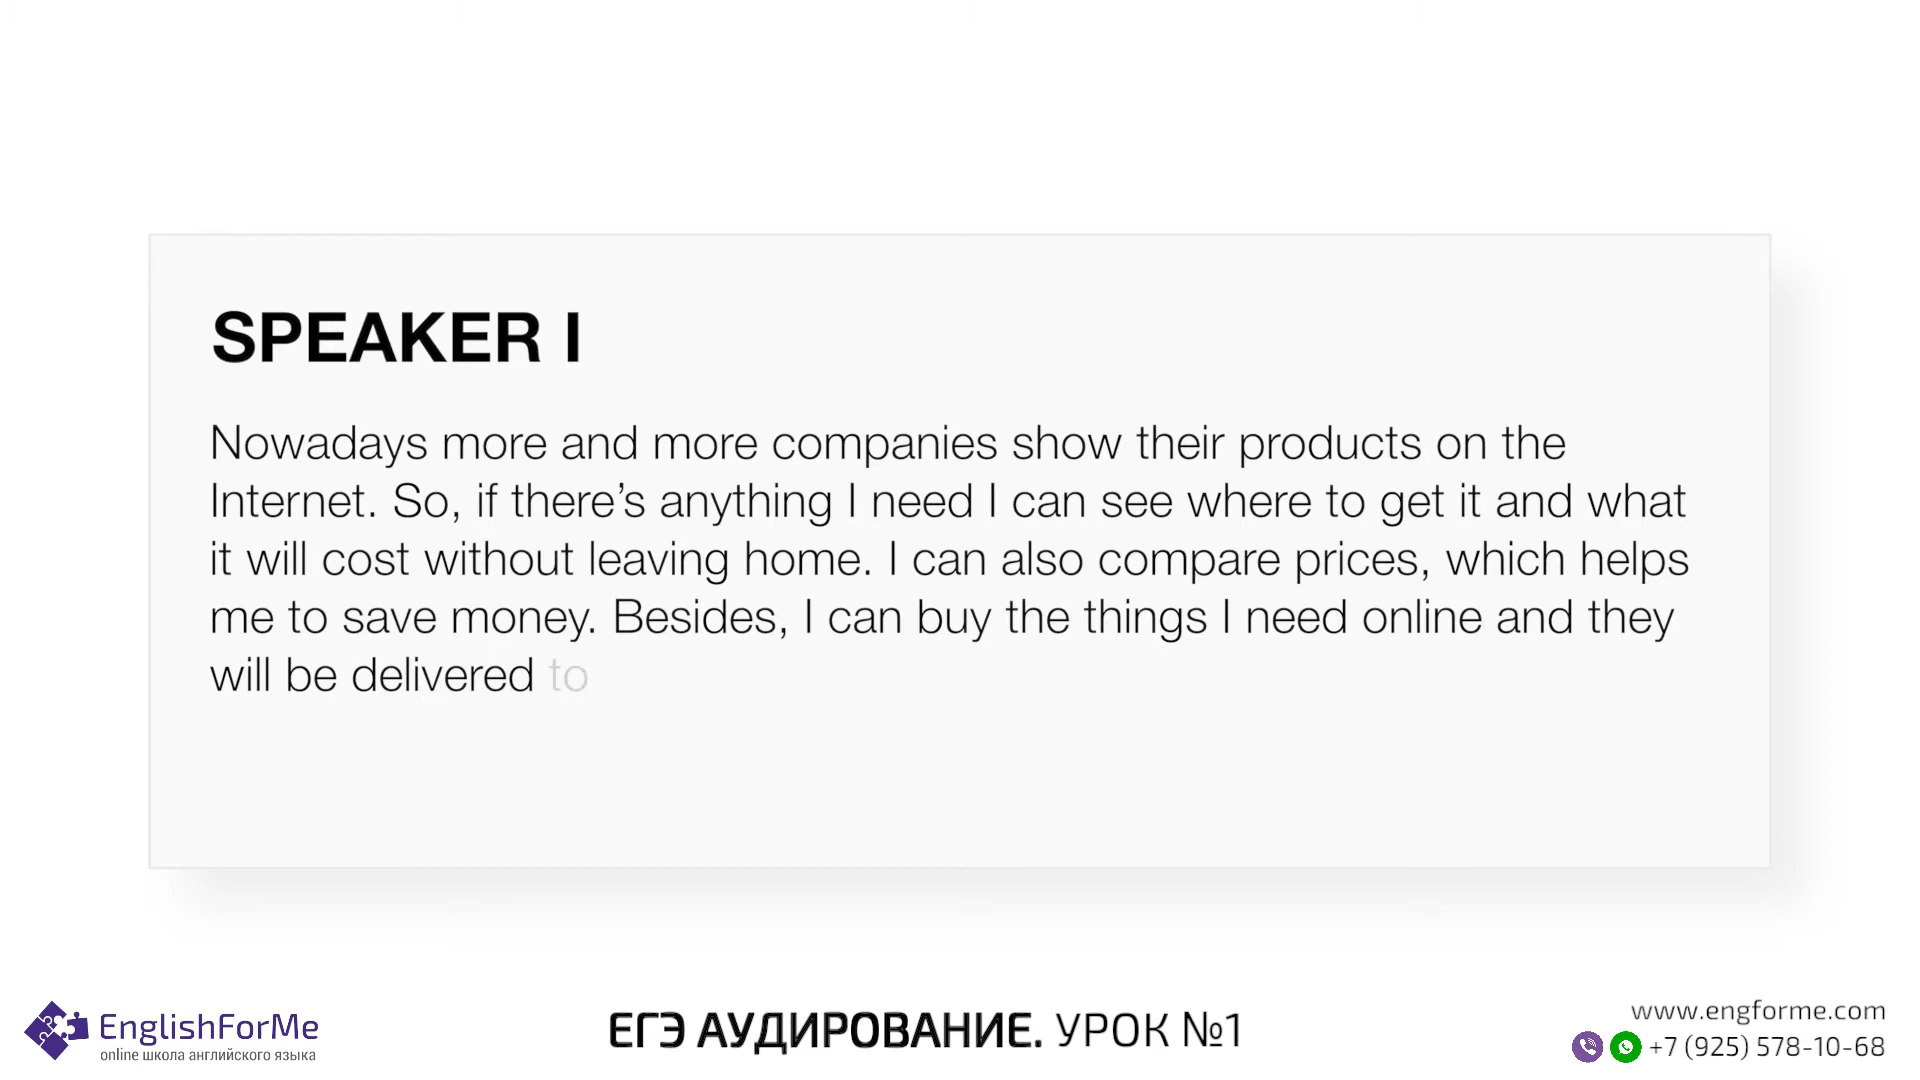 SPEAKER I
Nowadays more and more companies show their products on the
Internet. So, if there’s anything I need I can see where to get it and what
it will cost without leaving home. I can also compare prices, which helps
me to save money. Besides, I can buy the things I need online and they
will be delivered to
EnglishForMe
online школа английского языка
ЕГЭ АУДИРОВАНИЕ. УРОК №1
www.engforme.com
+7 (925) 578-10-68